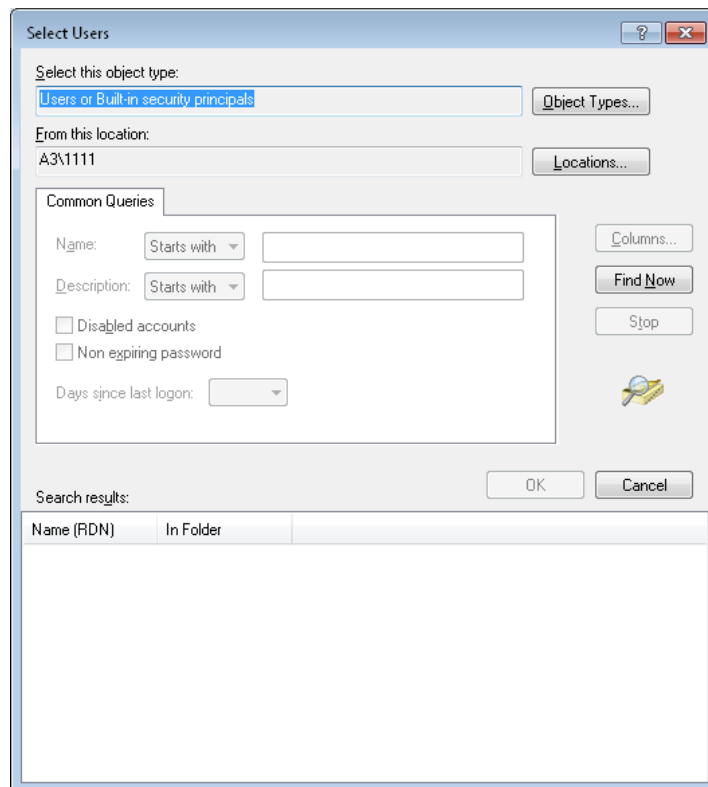 Select Users
?
Select this object type:
Users or Built-in security principals
Object Types...
From this location:
A3\1111
Locations...
Common Queries
Name: Starts with
Columns...
Description: Starts with
Find Now
Disabled accounts
Stop
Non expiring password
Days since last logon:
OK Cancel
Search results:
Name (RDN) In Folder